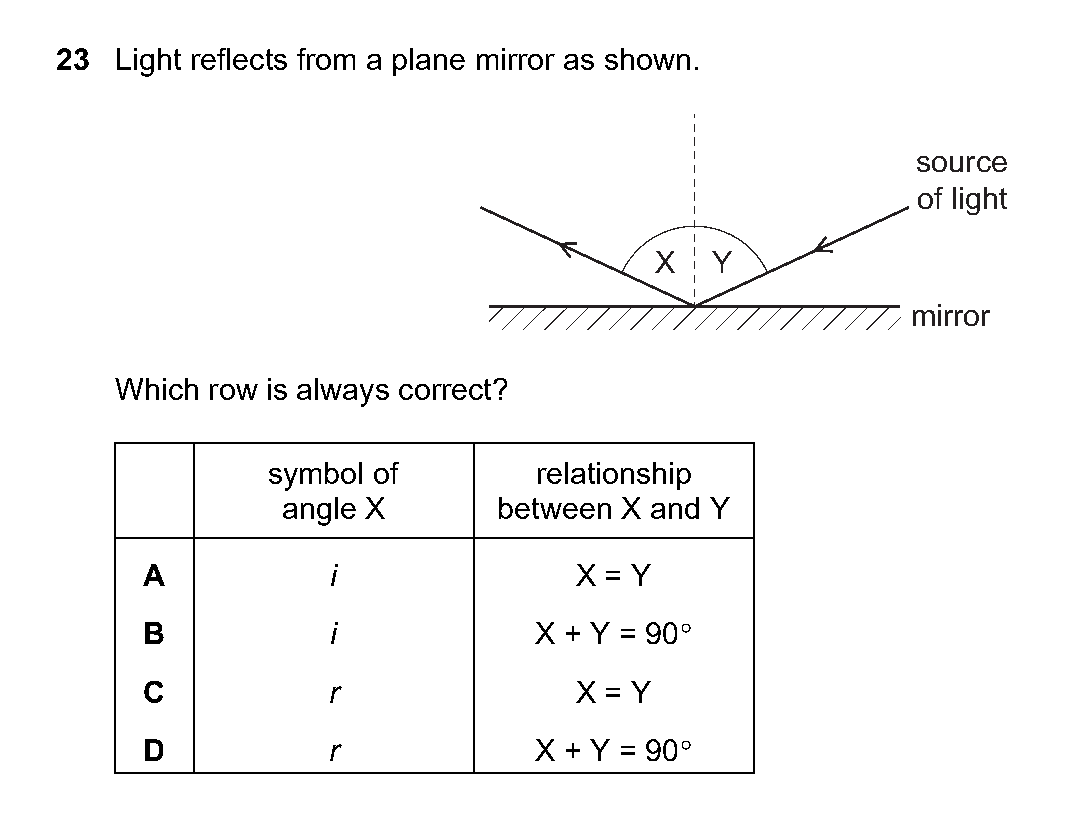 23 Light reflects from a plane mirror as shown.
source
of light
X Y
mirror
Which row is always correct?
symbol of angle X
relationship between X and Y
A i X = Y
B i X + Y = 90°
C r X = Y
D r X + Y = 90°